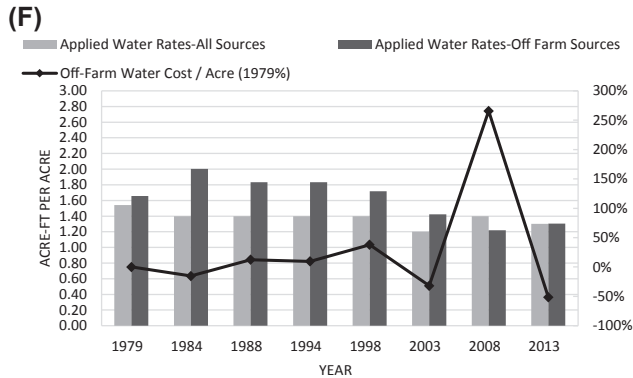 (F)
Applied Water Rates-All Sources Applied Water Rates-Off Farm Sources
Off-Farm Water Cost / Acre (1979%)
ACRE-FT PER ACRE
3.00 300%
2.80
2.60 250%
2.40
2.20 200%
2.00
1.80 150%
1.60
1.40 100%
1.20 50%
1.00
0.80 0%
0.60
0.40 -50%
0.20
0.00 -100%
1979 1984 1988 1994 1998 2003 2008 2013
YEAR